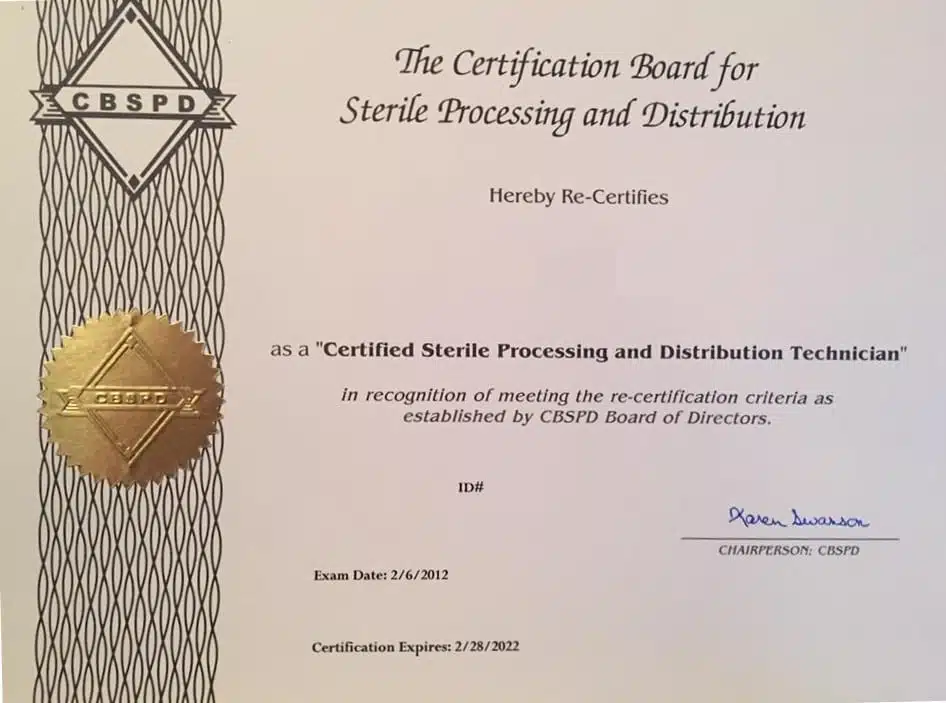 CBSPD
The Certification Board for
Sterile Processing and Distribution
Hereby Re-Certifies
as a "Certified Sterile Processing and Distribution Technician"
in recognition of meeting the re-certification criteria as
established by CBSPD Board of Directors.
CBSPD
ID#
Karen Swanson
CHAIRPERSON: CBSPD
Exam Date: 2/6/2012
Certification Expires: 2/28/2022